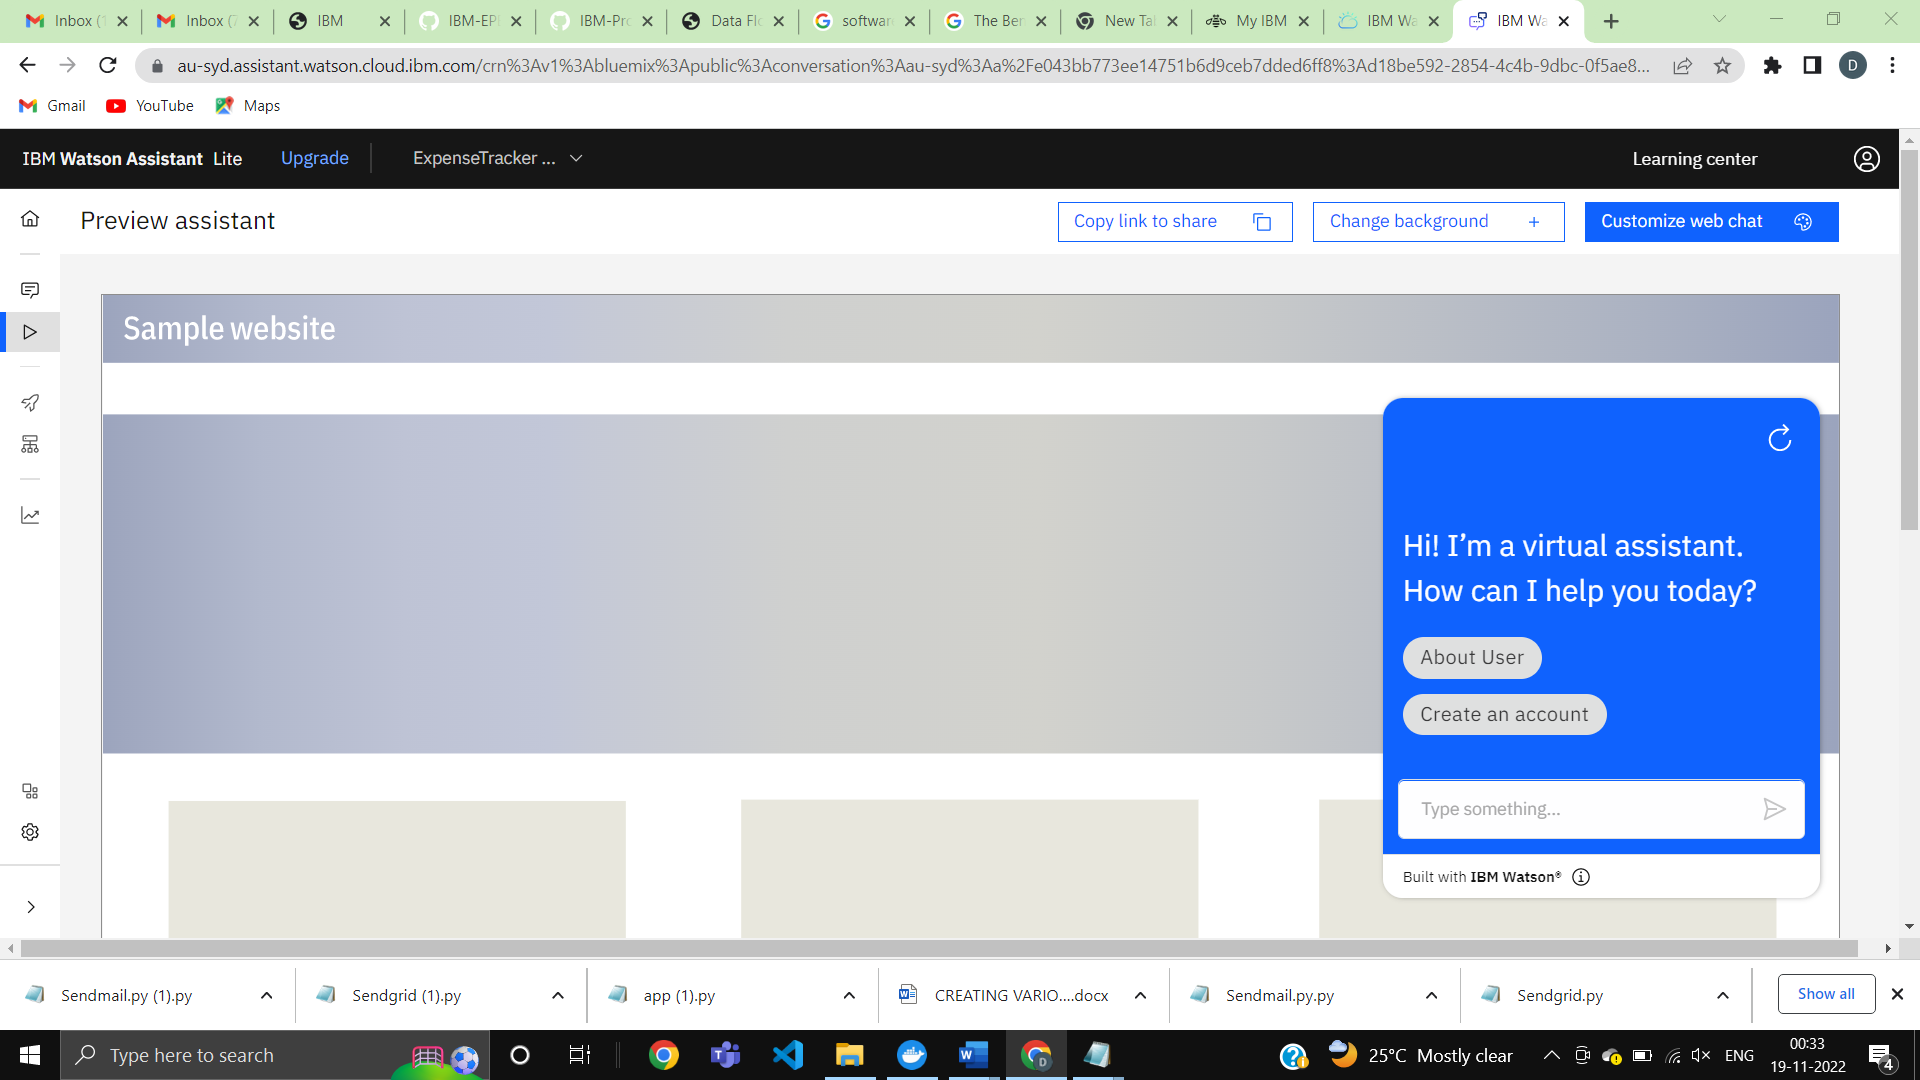 Inbox (1
Inbox (7
IBM
IBM-EPI
IBM-Pro
Data Flo
software
The Ben
New Tal
My IBM
IBM Wa
IBM Wa
au-syd.assistant.watson.cloud.ibm.com/crn%3Av1%3Abluemix%3Apublic%3Aconversation%3Aau-syd%3Aa%2Fe043bb773ee14751b6d9ceb7dded6ff8%3Ad18be592-2854-4c4b-9dbc-0f5ae8...
D
Gmail
YouTube
Maps
IBM Watson Assistant Lite
Upgrade
ExpenseTracker ...
Learning center
Preview assistant
Copy link to share
Change background +
Customize web chat
Sample website
Hi! I'm a virtual assistant.
How can I help you today?
About User
Create an account
Type something...
Built with IBM Watson®
Sendmail.py (1).py
Sendgrid (1).py
app (1).py
CREATING VARIO....docx
Sendmail.py.py
Sendgrid.py
Show all
Type here to search
25°C Mostly clear
ENG
00:33
19-11-2022
4